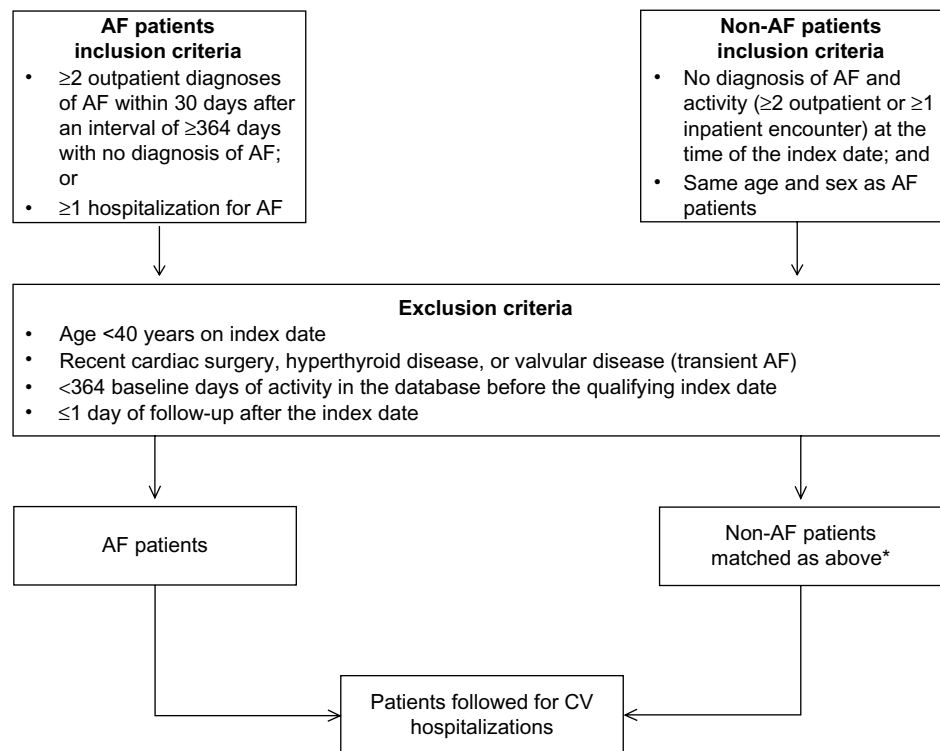 AF patients
inclusion criteria
• ≥2 outpatient diagnoses
of AF within 30 days after
an interval of ≥364 days
with no diagnosis of AF;
or
• ≥1 hospitalization for AF
Non-AF patients
inclusion criteria
• No diagnosis of AF and
activity (≥2 outpatient or ≥1
inpatient encounter) at the
time of the index date; and
• Same age and sex as AF
patients
Exclusion criteria
• Age <40 years on index date
• Recent cardiac surgery, hyperthyroid disease, or valvular disease (transient AF)
• <364 baseline days of activity in the database before the qualifying index date
• ≤1 day of follow-up after the index date
AF patients
Non-AF patients
matched as above*
Patients followed for CV
hospitalizations